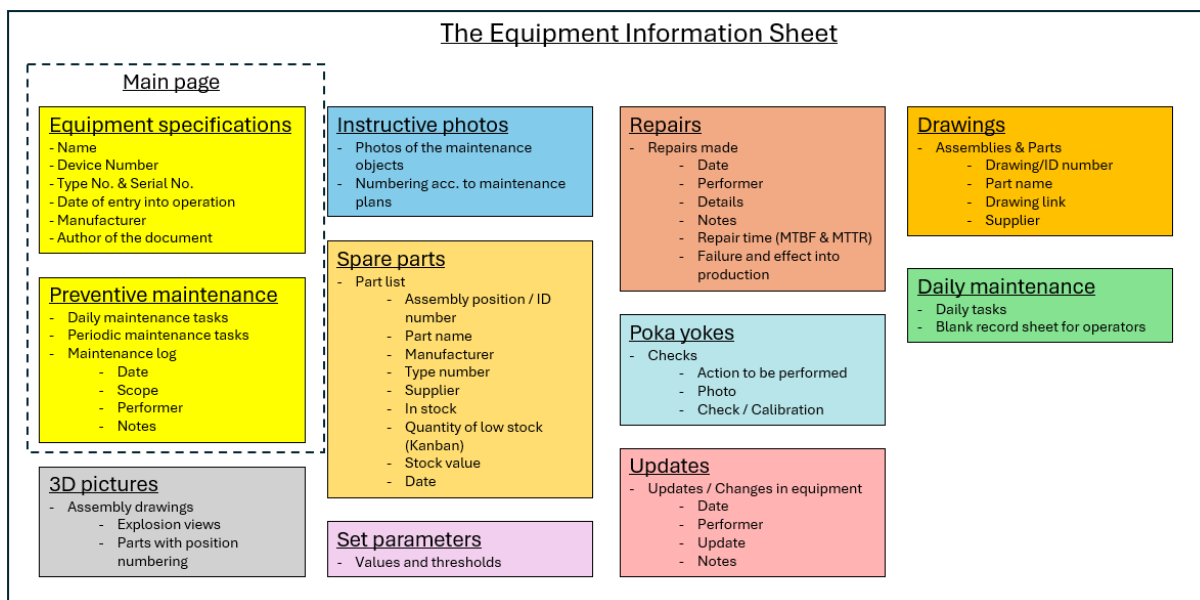 The Equipment Information Sheet
Main page
Equipment specifications
- Name
- Device Number
- Type No. & Serial No.
- Date of entry into operation
- Manufacturer
- Author of the document
Preventive maintenance
- Daily maintenance tasks
- Periodic maintenance tasks
- Maintenance log
- Date
- Scope
- Performer
- Notes
3D pictures
- Assembly drawings
- Explosion views
- Parts with position
numbering
Instructive photos
- Photos of the maintenance
objects
- Numbering acc. to maintenance
plans
Spare parts
- Part list
- Assembly position / ID
number
- Part name
- Manufacturer
- Type number
- Supplier
- In stock
- Quantity of low stock
(Kanban)
- Stock value
- Date
Set parameters
- Values and thresholds
Repairs
- Repairs made
- Date
- Performer
- Details
- Notes
- Repair time (MTBF & MTTR)
- Failure and effect into
production
Poka yokes
- Checks
- Action to be performed
- Photo
- Check / Calibration
Updates
- Updates / Changes in equipment
- Date
- Performer
- Update
- Notes
Drawings
- Assemblies & Parts
- Drawing/ID number
- Part name
- Drawing link
- Supplier
Daily maintenance
- Daily tasks
- Blank record sheet for operators